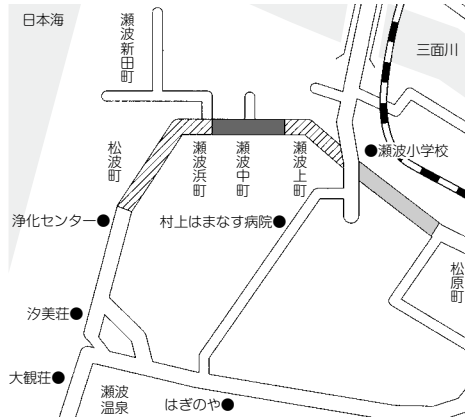 日本海
瀬波新田町
三面川
松波町
瀬波浜町
瀬波中町
瀬波上町
瀬波小学校
浄化センター
村上はまなす病院
松原町
汐美荘
大観荘
瀬波
温泉
はぎのや